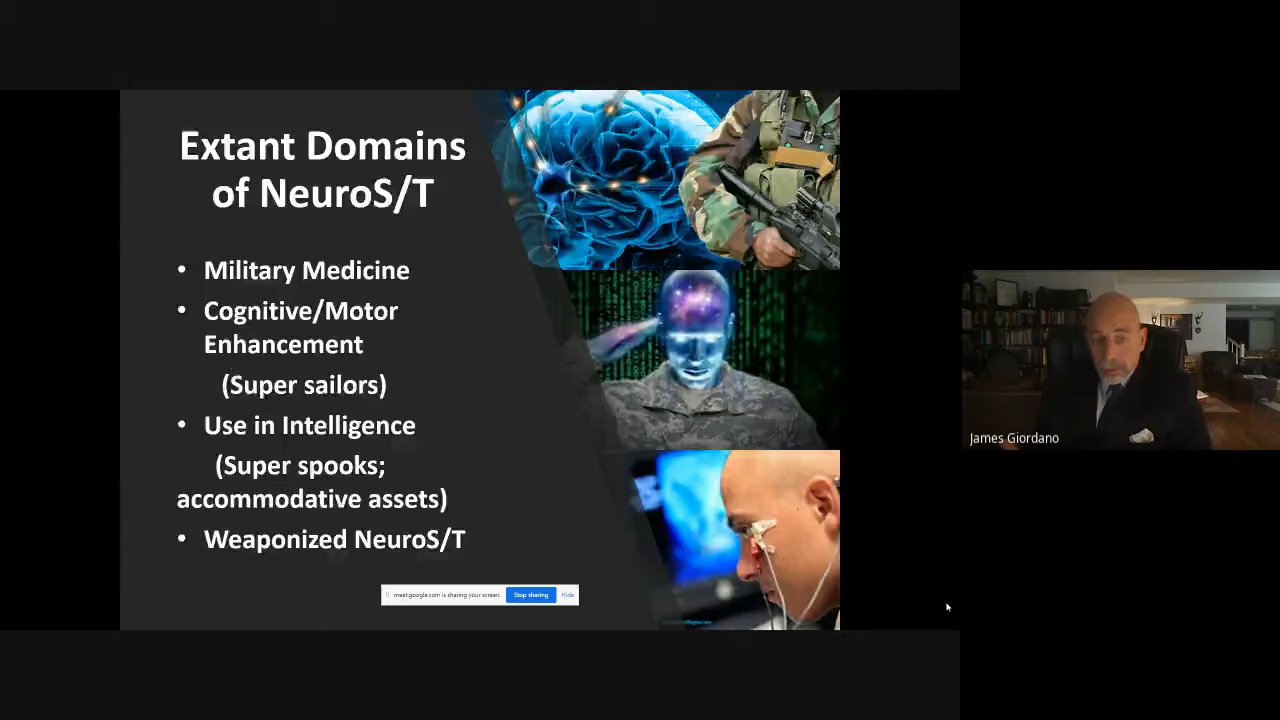 Extant Domains
of NeuroS/T
• Military Medicine
• Cognitive/Motor
Enhancement
(Super sailors)
• Use in Intelligence
(Super spooks;
accommodative assets)
• Weaponized NeuroS/T
meet.google.com is sharing your screen.
Stop sharing
Hide
James Giordano